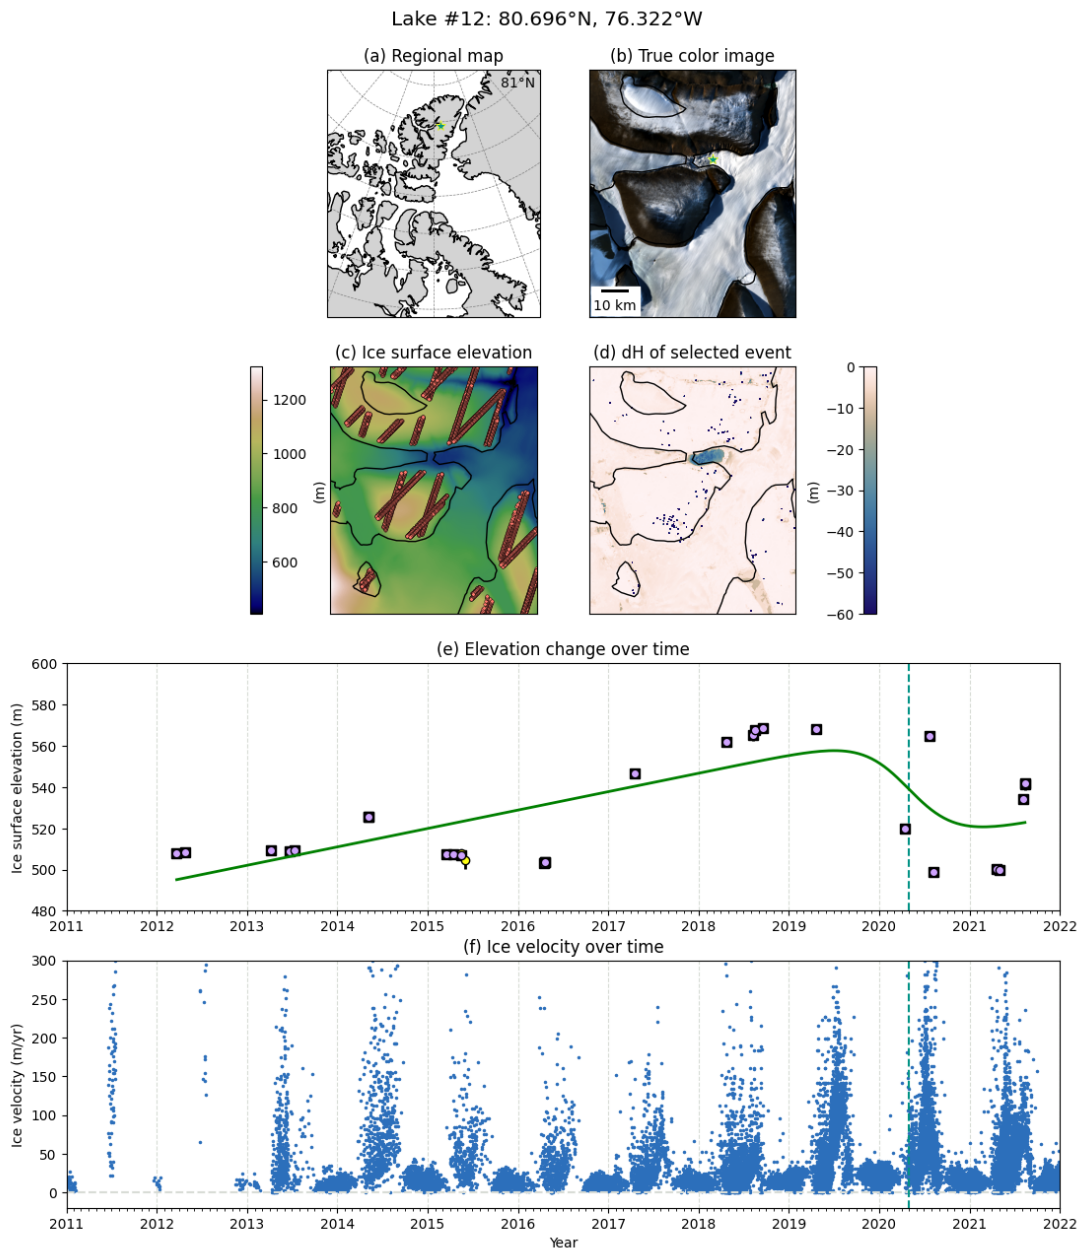 Lake #12: 80.696°N, 76.322°W
(a) Regional map
(b) True color image
81°N
10 km
(c) Ice surface elevation
(d) dH of selected event
1200
1000
800
600
(m)
0
−10
−20
−30
−40
−50
−60
(m)
(e) Elevation change over time
600
580
560
540
520
500
480
Ice surface elevation (m)
2011 2012 2013 2014 2015 2016 2017 2018 2019 2020 2021 2022
(f) Ice velocity over time
300
250
200
150
100
50
0
Ice velocity (m/yr)
2011 2012 2013 2014 2015 2016 2017 2018 2019 2020 2021 2022
Year